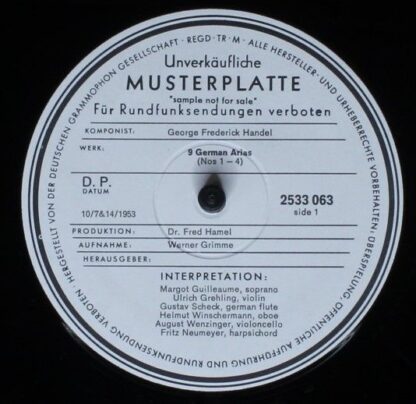 HERGESTELLT VON DER DEUTSCHEN GRAMMOPHON GESELLSCHAFT · REGD · TR · M · ALLE HERSTELLER- UND URHEBERRECHTE VORBEHALTEN · ÜBERSPIELUNG · ÖFFENTLICHE AUFFÜHRUNG UND RUNDFUNKSENDUNG VERBOTEN ·
Unverkäufliche
MUSTERPLATTE
"sample not for sale"
Für Rundfunksendungen verboten
KOMPONIST: George Frederick Handel
WERK: 9 German Arias
(Nos 1 – 4)
D. P.
DATUM
10/7&14/1953
2533 063
side 1
PRODUKTION: Dr. Fred Hamel
AUFNAHME: Werner Grimme
HERAUSGEBER:
INTERPRETATION:
Margot Guilleaume, soprano
Ulrich Grehling, violin
Gustav Scheck, german flute
Helmut Winschermann, oboe
August Wenzinger, violoncello
Fritz Neumeyer, harpsichord